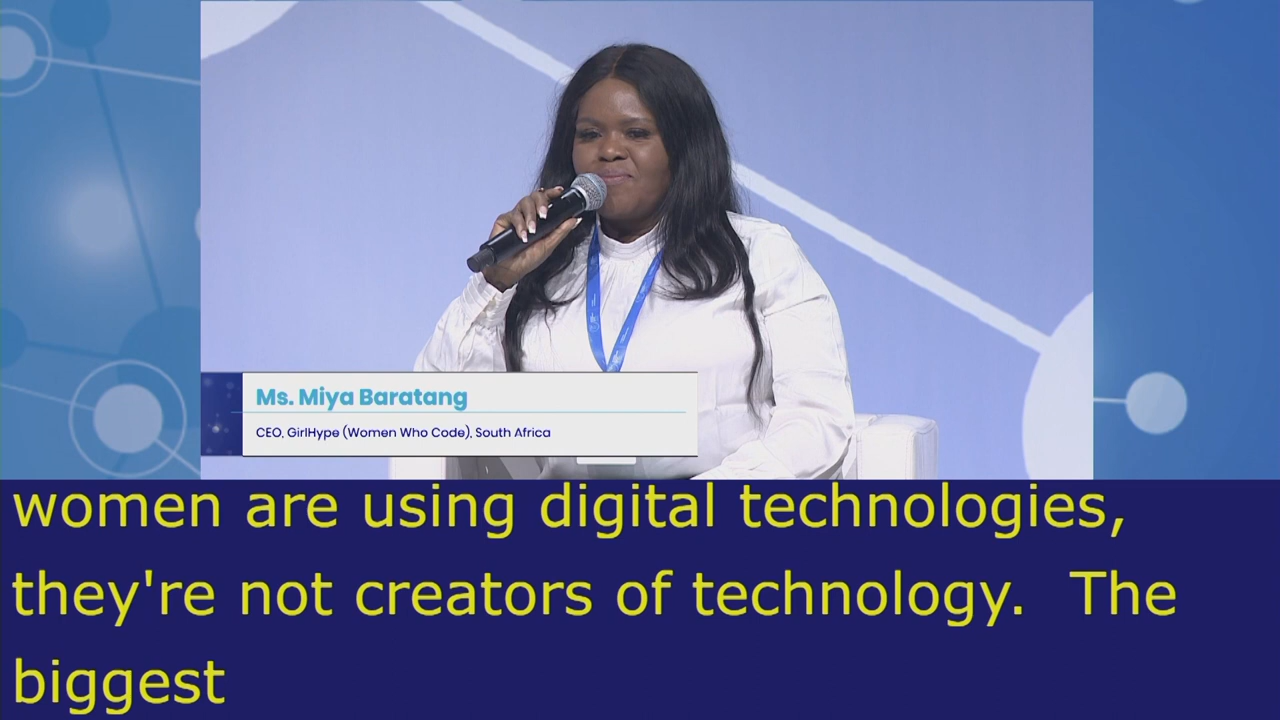 Ms. Miya Baratang
CEO, GirlHype (Women Who Code), South Africa
women are using digital technologies,
they're not creators of technology.  The
biggest